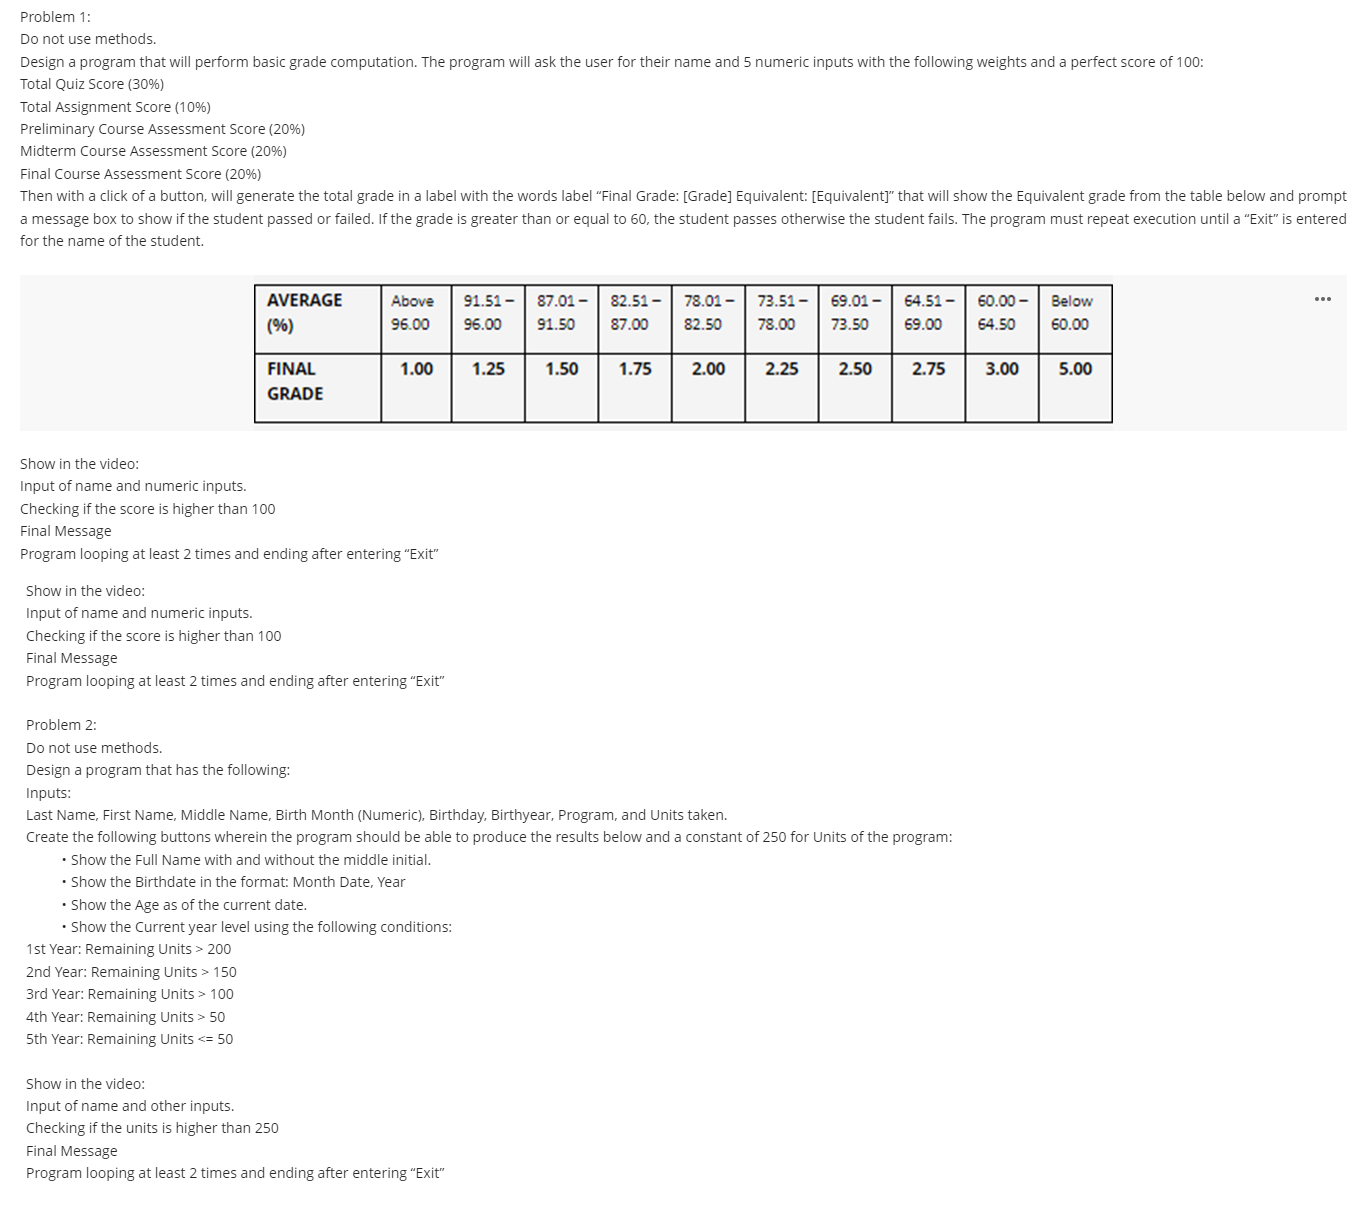 Problem 1:
Do not use methods.
Design a program that will perform basic grade computation. The program will ask the user for their name and 5 numeric inputs with the following weights and a perfect score of 100:
Total Quiz Score (30%)
Total Assignment Score (10%)
Preliminary Course Assessment Score (20%)
Midterm Course Assessment Score (20%)
Final Course Assessment Score (20%)
Then with a click of a button, will generate the total grade in a label with the words label “Final Grade: [Grade] Equivalent: [Equivalent]” that will show the Equivalent grade from the table below and prompt
a message box to show if the student passed or failed. If the grade is greater than or equal to 60, the student passes otherwise the student fails. The program must repeat execution until a “Exit” is entered
for the name of the student.
AVERAGE Above 91.51 – 87.01 – 82.51 – 78.01 – 73.51 – 69.01 – 64.51 – 60.00 – Below
(%) 96.00 96.00 91.50 87.00 82.50 78.00 73.50 69.00 64.50 60.00
FINAL 1.00 1.25 1.50 1.75 2.00 2.25 2.50 2.75 3.00 5.00
GRADE
Show in the video:
Input of name and numeric inputs.
Checking if the score is higher than 100
Final Message
Program looping at least 2 times and ending after entering “Exit”
Show in the video:
Input of name and numeric inputs.
Checking if the score is higher than 100
Final Message
Program looping at least 2 times and ending after entering “Exit”
Problem 2:
Do not use methods.
Design a program that has the following:
Inputs:
Last Name, First Name, Middle Name, Birth Month (Numeric), Birthday, Birthyear, Program, and Units taken.
Create the following buttons wherein the program should be able to produce the results below and a constant of 250 for Units of the program:
• Show the Full Name with and without the middle initial.
• Show the Birthdate in the format: Month Date, Year
• Show the Age as of the current date.
• Show the Current year level using the following conditions:
1st Year: Remaining Units > 200
2nd Year: Remaining Units > 150
3rd Year: Remaining Units > 100
4th Year: Remaining Units > 50
5th Year: Remaining Units <= 50
Show in the video:
Input of name and other inputs.
Checking if the units is higher than 250
Final Message
Program looping at least 2 times and ending after entering “Exit”